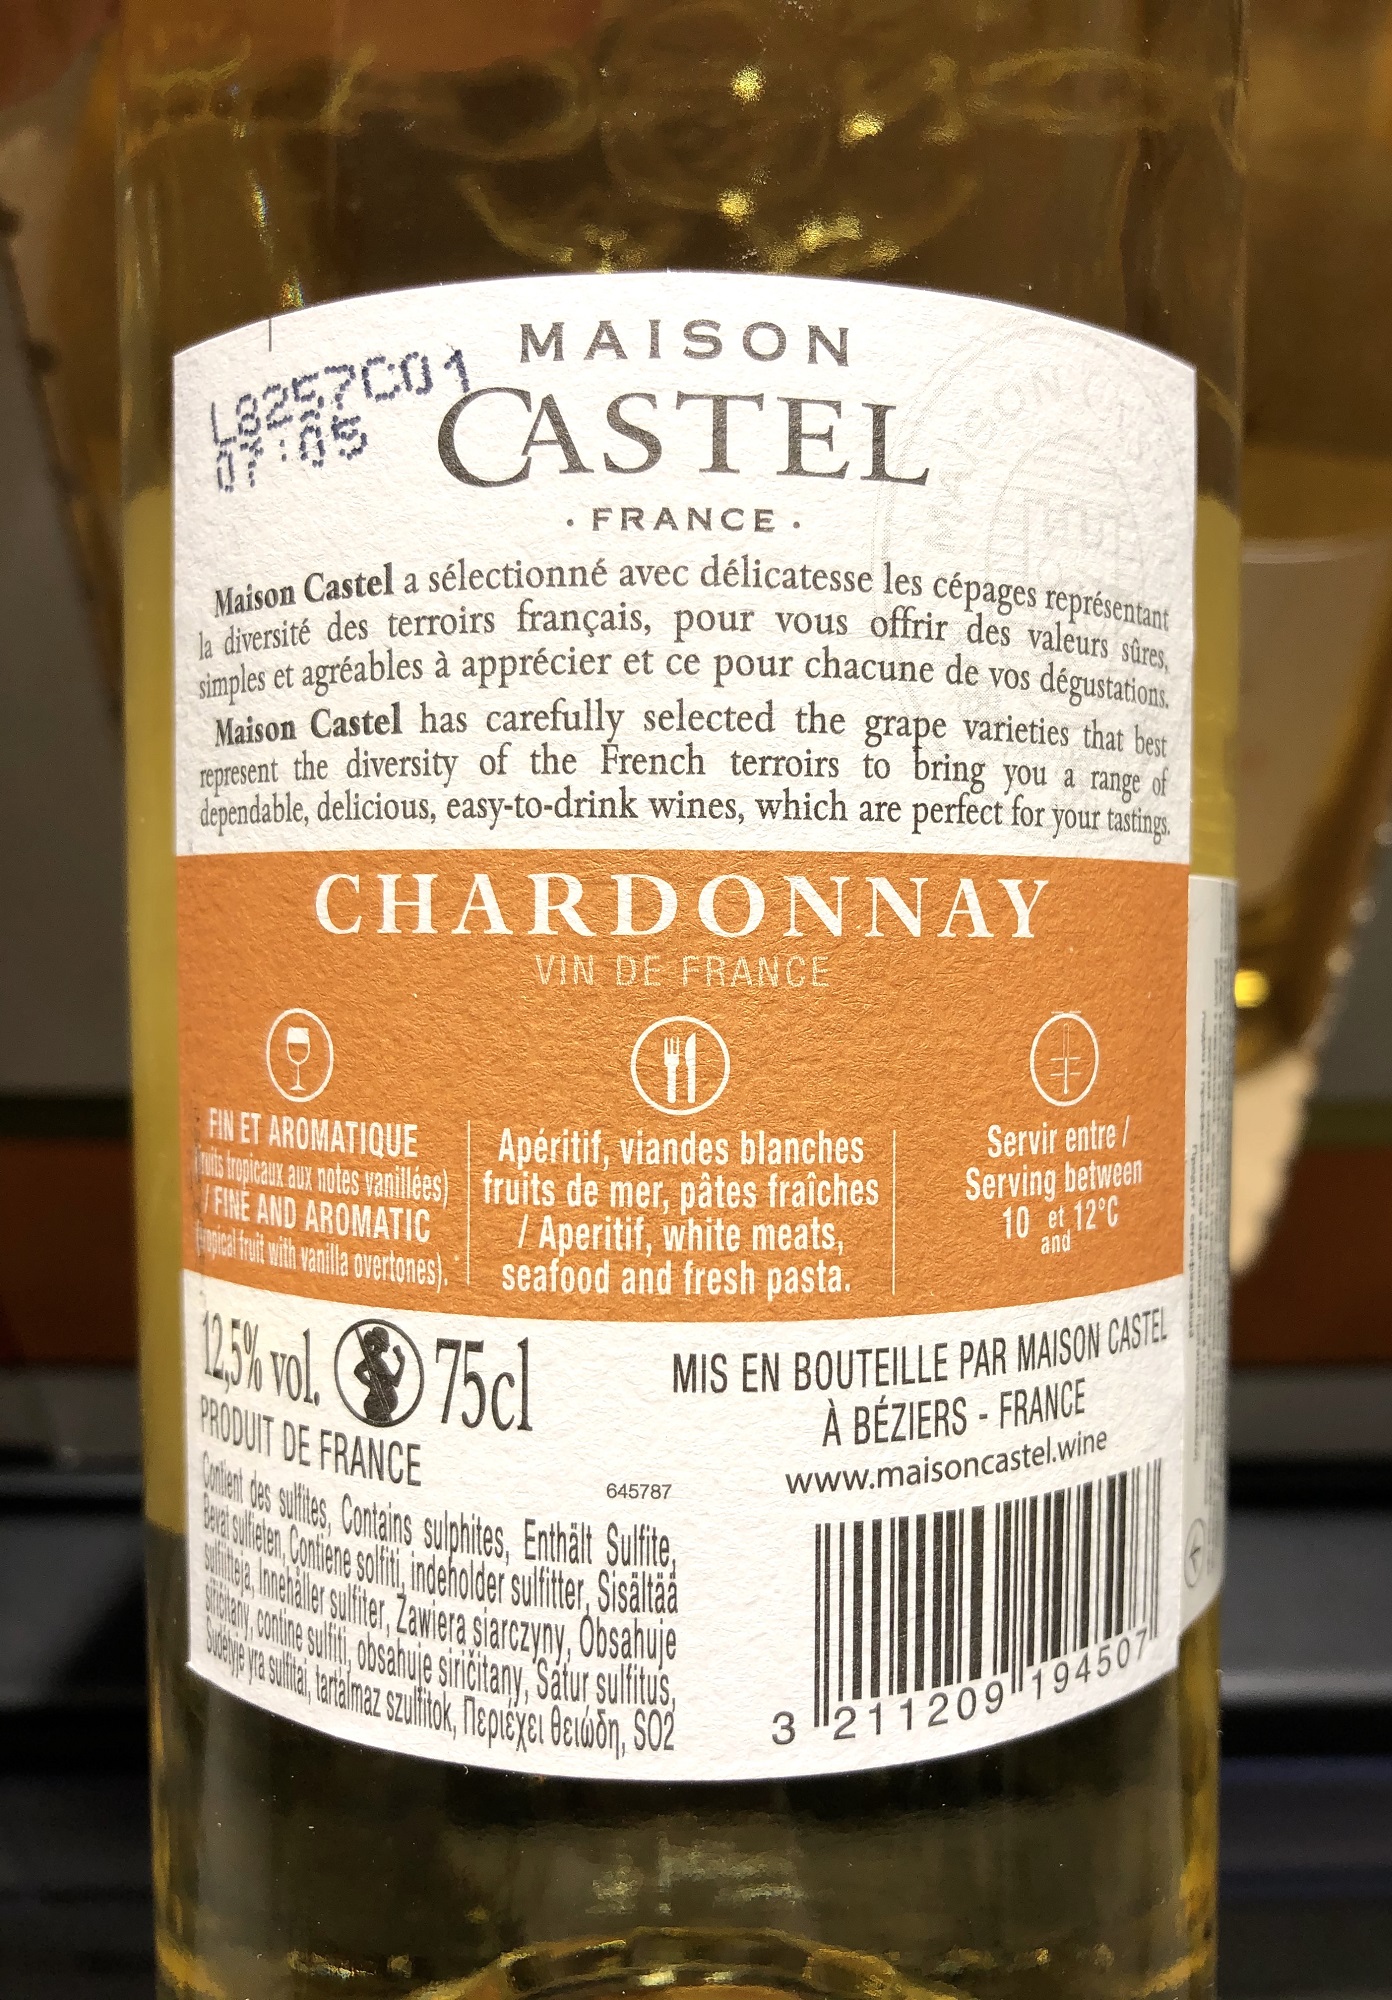 MAISON
CASTEL
· FRANCE ·
L8257C01
07:05
Maison Castel a sélectionné avec délicatesse les cépages représentant
la diversité des terroirs français, pour vous offrir des valeurs sûres,
simples et agréables à apprécier et ce pour chacune de vos dégustations.
Maison Castel has carefully selected the grape varieties that best
represent the diversity of the French terroirs to bring you a range of
dependable, delicious, easy-to-drink wines, which are perfect for your tastings.
CHARDONNAY
VIN DE FRANCE
FIN ET AROMATIQUE
tropicaux aux notes vanillées)
/ FINE AND AROMATIC
fruit with vanilla overtones).
Apéritif, viandes blanches
fruits de mer, pâtes fraîches
/ Aperitif, white meats,
seafood and fresh pasta.
Servir entre /
Serving between
10 et 12°C
and
12,5% vol. 75cl
PRODUIT DE FRANCE
645787
Contient des sulfites, Contains sulphites, Enthält Sulfite,
Bevat sulfieten, Contiene solfiti, indeholder sulfitter, Sisältää
sulfiitteja, Innehåller sulfiter, Zawiera siarczyny, Obsahuje
siřičitany, contine sulfiti, obsahuje siričitany, Satur sulfitus,
Sudėtyje yra sulfitai, tartalmaz szulfitok, Περιέχει θειώδη, SO2
MIS EN BOUTEILLE PAR MAISON CASTEL
À BÉZIERS - FRANCE
www.maisoncastel.wine
3 211209 194507